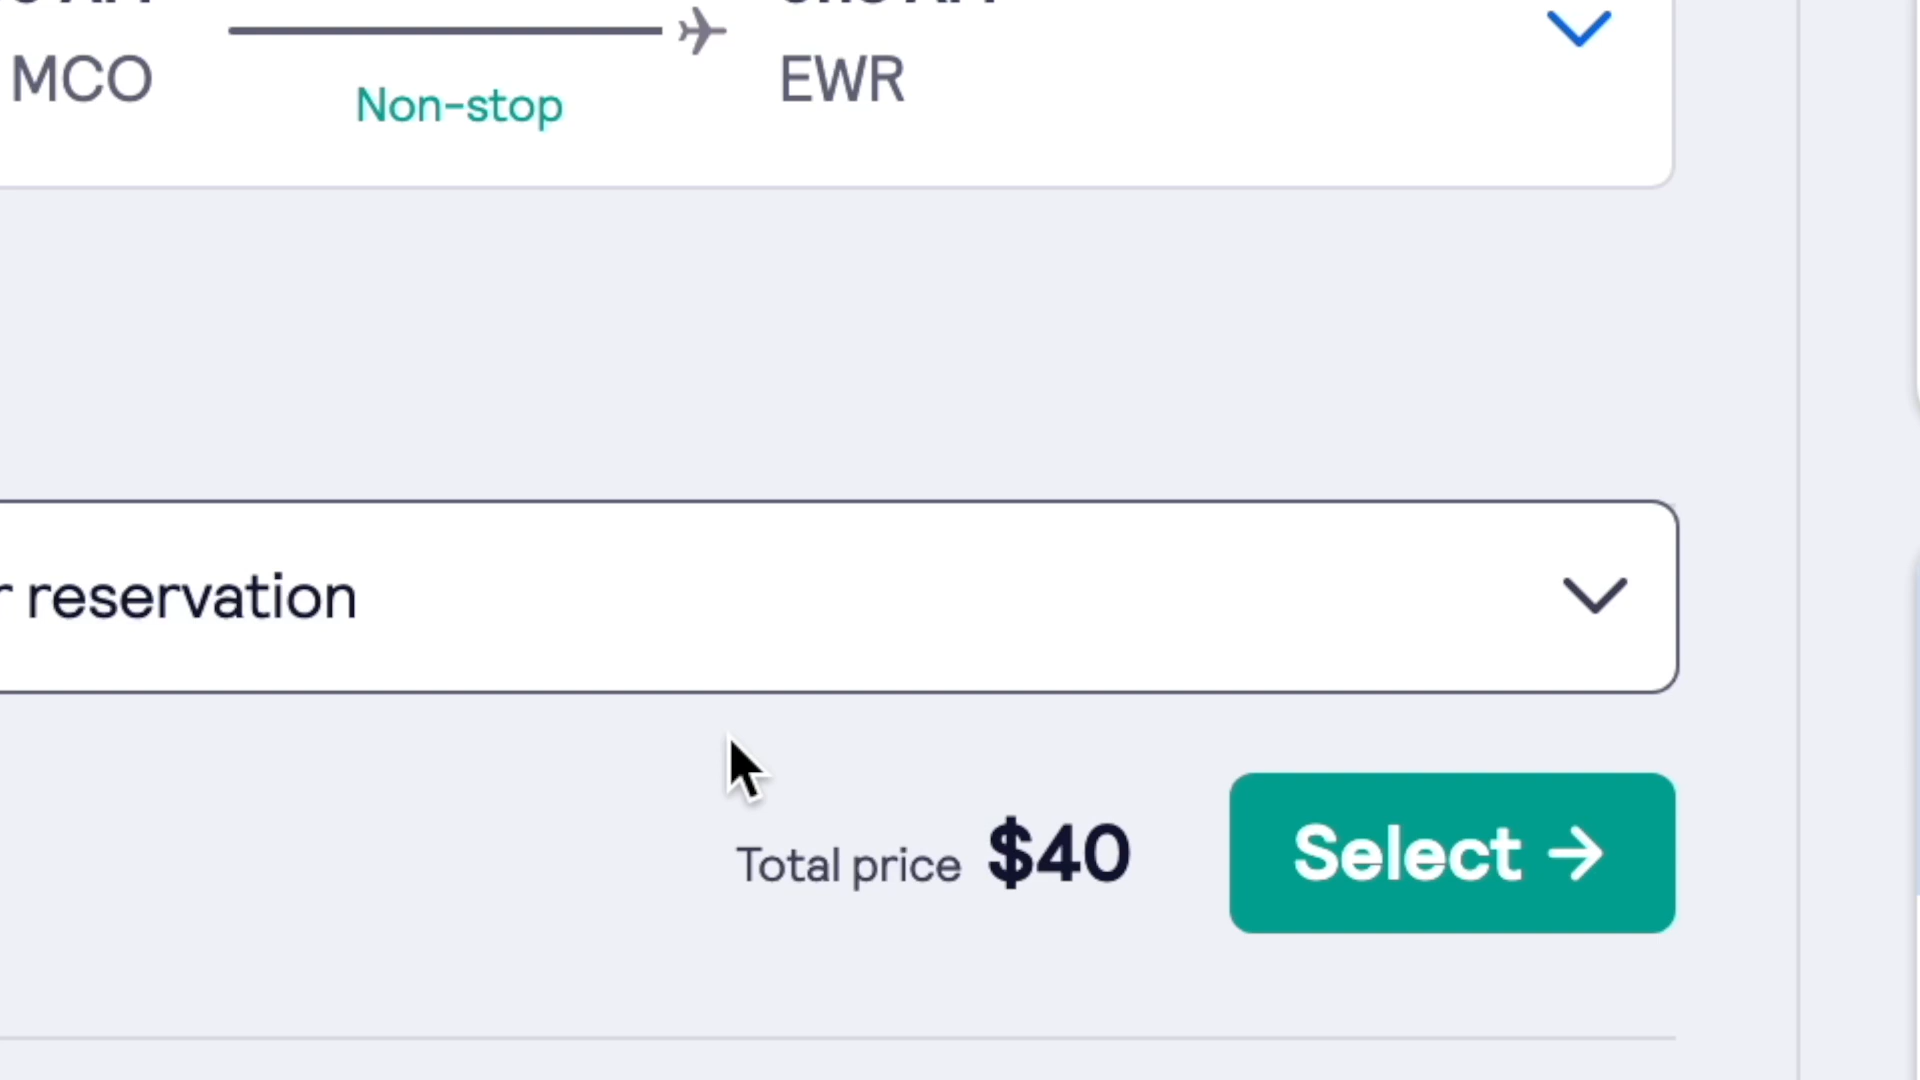 MCO
Non-stop
EWR
reservation
Total price $40
Select →